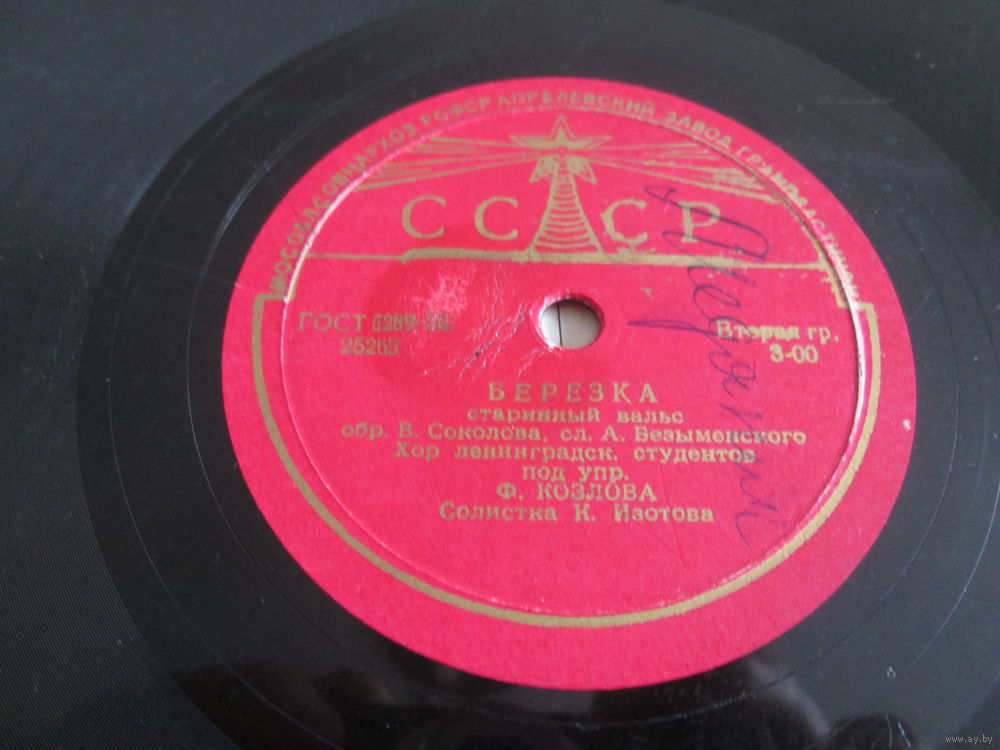 МОСОБЛСОВНАРХОЗ РСФСР АПРЕЛЕВСКИЙ ЗАВОД ГРАМПЛАСТИНОК
СССР
ГОСТ 5289-56
Вторая гр.
25263
3-00
БЕРЕЗКА
старинный вальс
обр. В. Соколова, сл. А. Безыменского
Хор ленинградск. студентов
под упр.
Ф. КОЗЛОВА
Солистка К. Изотова
www.ay.by